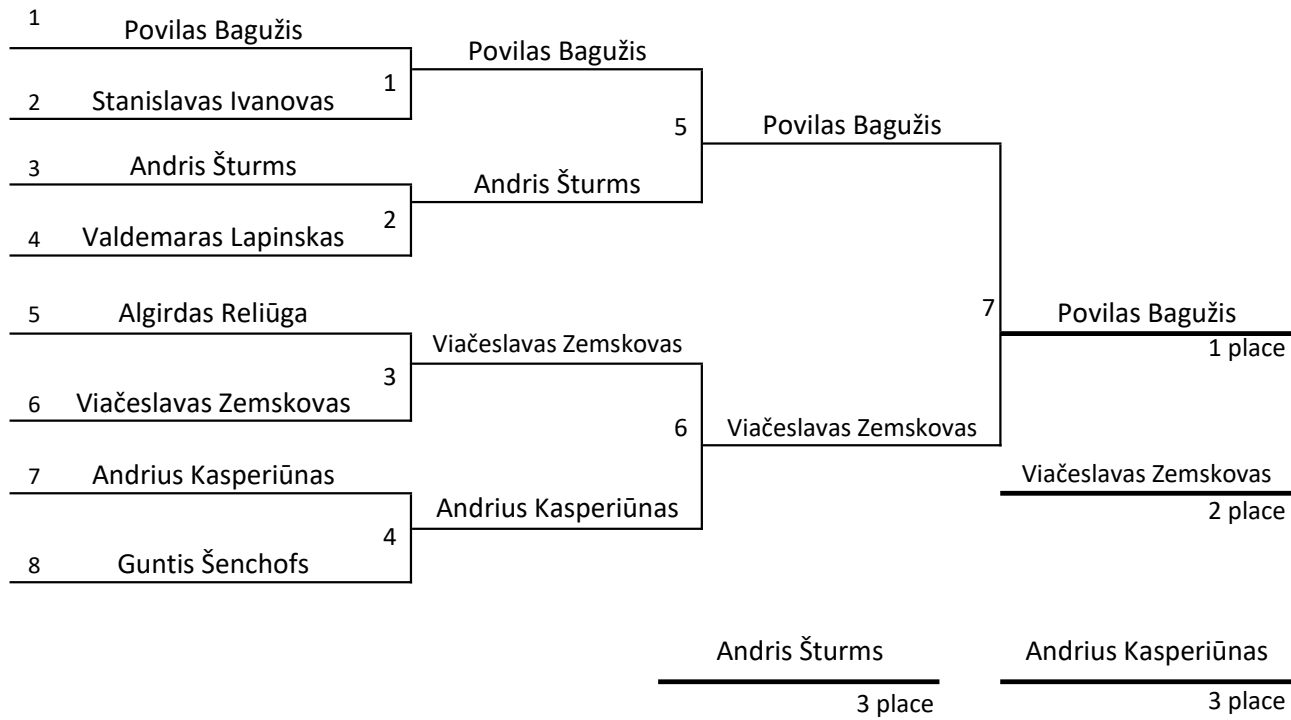 1 Povilas Bagužis
2 Stanislavas Ivanovas
3 Andris Šturms
4 Valdemaras Lapinskas
5 Algirdas Reliūga
6 Viačeslavas Zemskovas
7 Andrius Kasperiūnas
8 Guntis Šenchofs
1
2
3
4
Povilas Bagužis
Andris Šturms
Viačeslavas Zemskovas
Andrius Kasperiūnas
5
6
Povilas Bagužis
Viačeslavas Zemskovas
7
Povilas Bagužis
1 place
Viačeslavas Zemskovas
2 place
Andris Šturms
3 place
Andrius Kasperiūnas
3 place